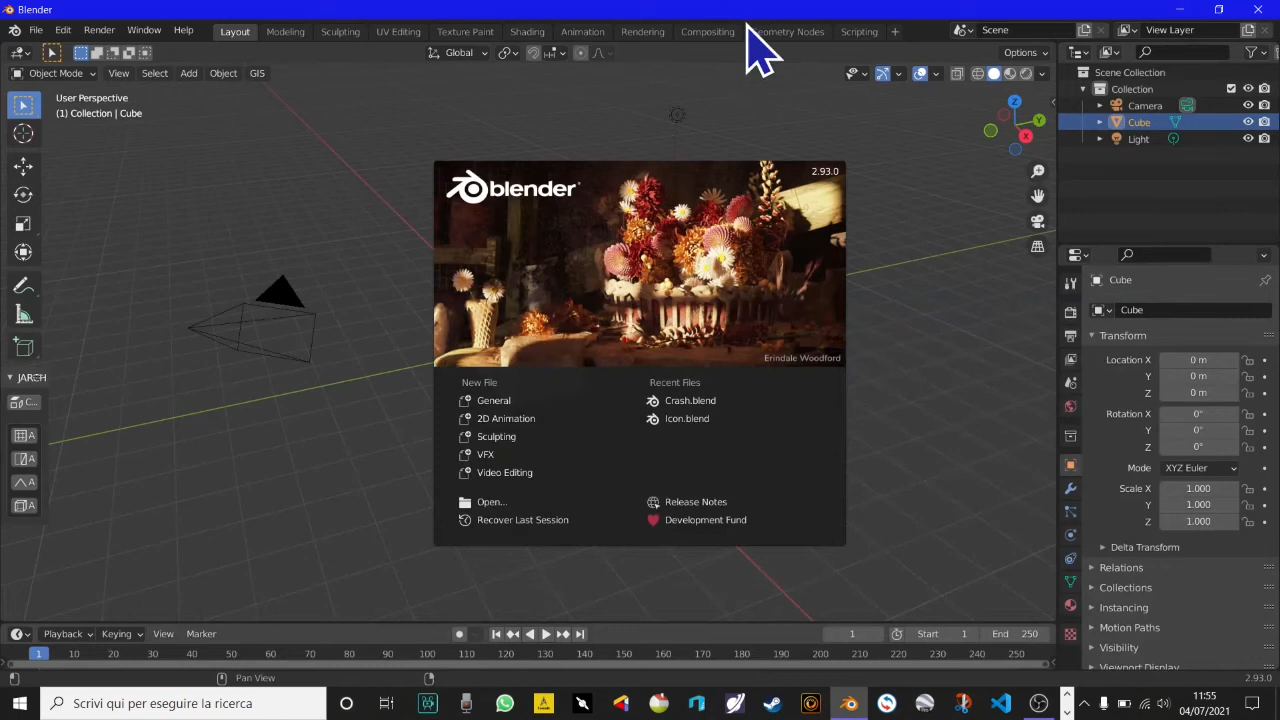 Blender
File Edit Render Window Help Layout Modeling Sculpting UV Editing Texture Paint Shading Animation Rendering Compositing Geometry Nodes Scripting + Scene View Layer
Global Options
Object Mode View Select Add Object GIS
User Perspective
(1) Collection | Cube
Scene Collection
Collection
Camera
Cube
Light
Z
Y
X
blender
2.93.0
Erindale Woodford
New File
General
2D Animation
Sculpting
VFX
Video Editing
Open...
Recover Last Session
Recent Files
Crash.blend
Icon.blend
Release Notes
Development Fund
JARCH
C...
A
A
A
A
Cube
Cube
Transform
Location X 0 m
Y 0 m
Z 0 m
Rotation X 0°
Y 0°
Z 0°
Mode XYZ Euler
Scale X 1.000
Y 1.000
Z 1.000
Delta Transform
Relations
Collections
Instancing
Motion Paths
Visibility
Viewport Display
Playback Keying View Marker 1 Start 1 End 250
1 10 20 30 40 50 60 70 80 90 100 110 120 130 140 150 160 170 180 190 200 210 220 230 240 250
Pan View 2.93.0
Scrivi qui per eseguire la ricerca
11:55
04/07/2021